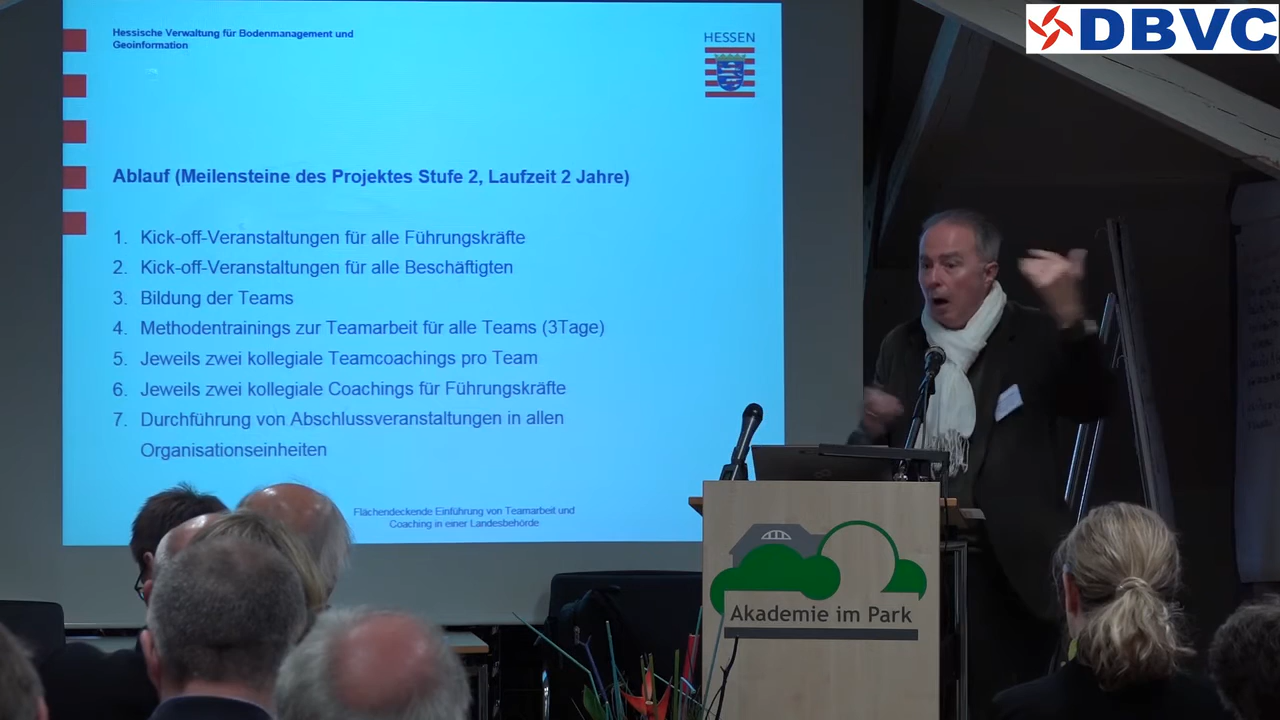 Hessische Verwaltung für Bodenmanagement und
Geoinformation
HESSEN
DBVC
Ablauf (Meilensteine des Projektes Stufe 2, Laufzeit 2 Jahre)
1. Kick-off-Veranstaltungen für alle Führungskräfte
2. Kick-off-Veranstaltungen für alle Beschäftigten
3. Bildung der Teams
4. Methodentrainings zur Teamarbeit für alle Teams (3Tage)
5. Jeweils zwei kollegiale Teamcoachings pro Team
6. Jeweils zwei kollegiale Coachings für Führungskräfte
7. Durchführung von Abschlussveranstaltungen in allen
Organisationseinheiten
Flächendeckende Einführung von Teamarbeit und
Coaching in einer Landesbehörde
Akademie im Park